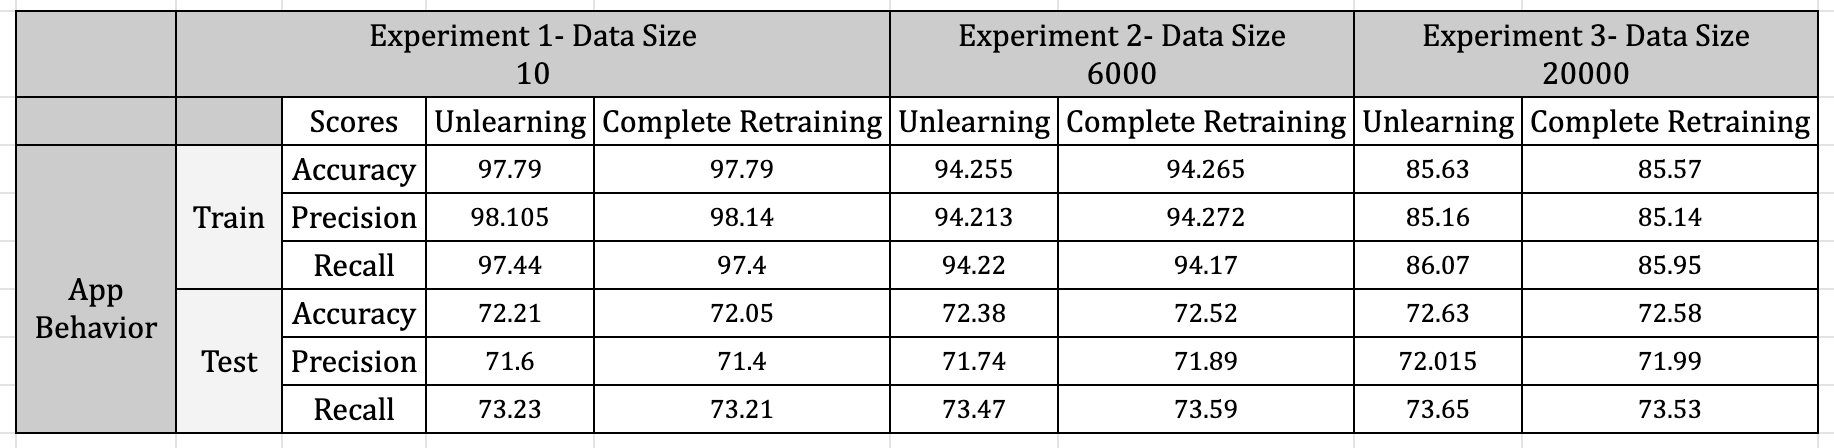 Experiment 1- Data Size
10
Experiment 2- Data Size
6000
Experiment 3- Data Size
20000
Scores Unlearning Complete Retraining Unlearning Complete Retraining Unlearning Complete Retraining
App
Behavior
Train
Accuracy 97.79 97.79 94.255 94.265 85.63 85.57
Precision 98.105 98.14 94.213 94.272 85.16 85.14
Recall 97.44 97.4 94.22 94.17 86.07 85.95
Test
Accuracy 72.21 72.05 72.38 72.52 72.63 72.58
Precision 71.6 71.4 71.74 71.89 72.015 71.99
Recall 73.23 73.21 73.47 73.59 73.65 73.53